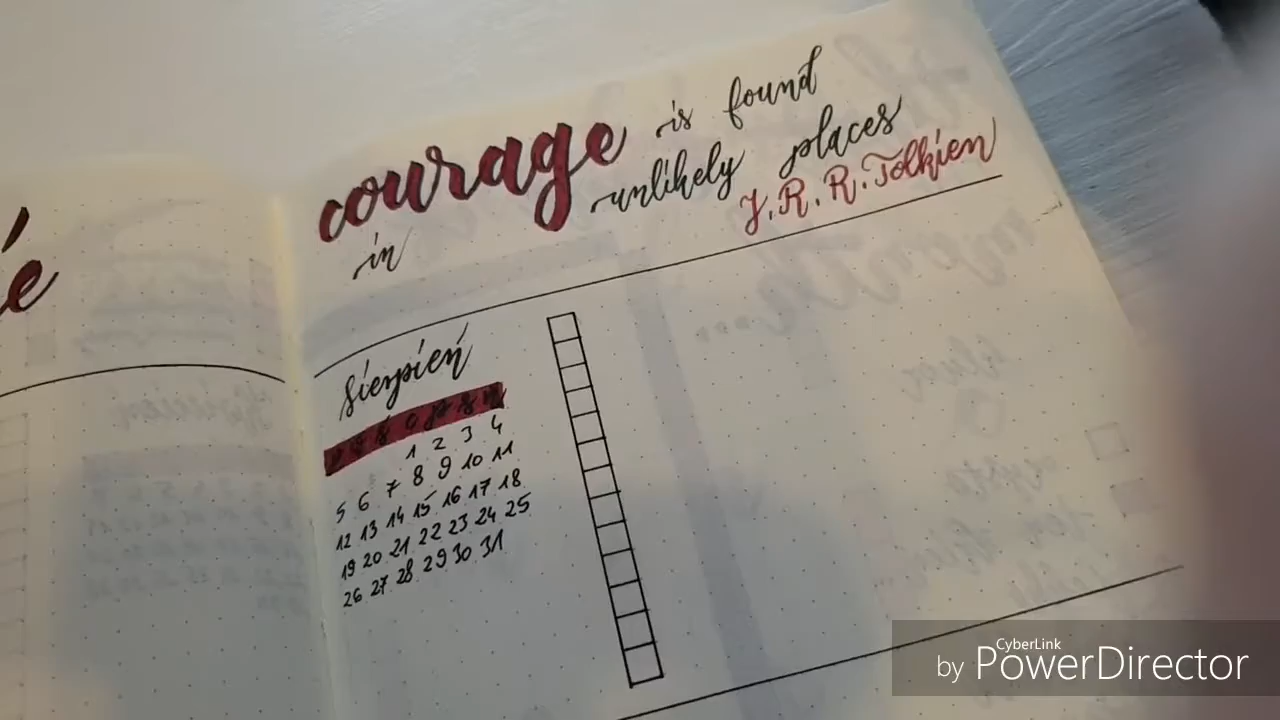 courage is found
in unlikely places
J. R. R. Tolkien
sierpień
1 2 3 4
5 6 7 8 9 10 11
12 13 14 15 16 17 18
19 20 21 22 23 24 25
26 27 28 29 30 31
é
CyberLink
by PowerDirector